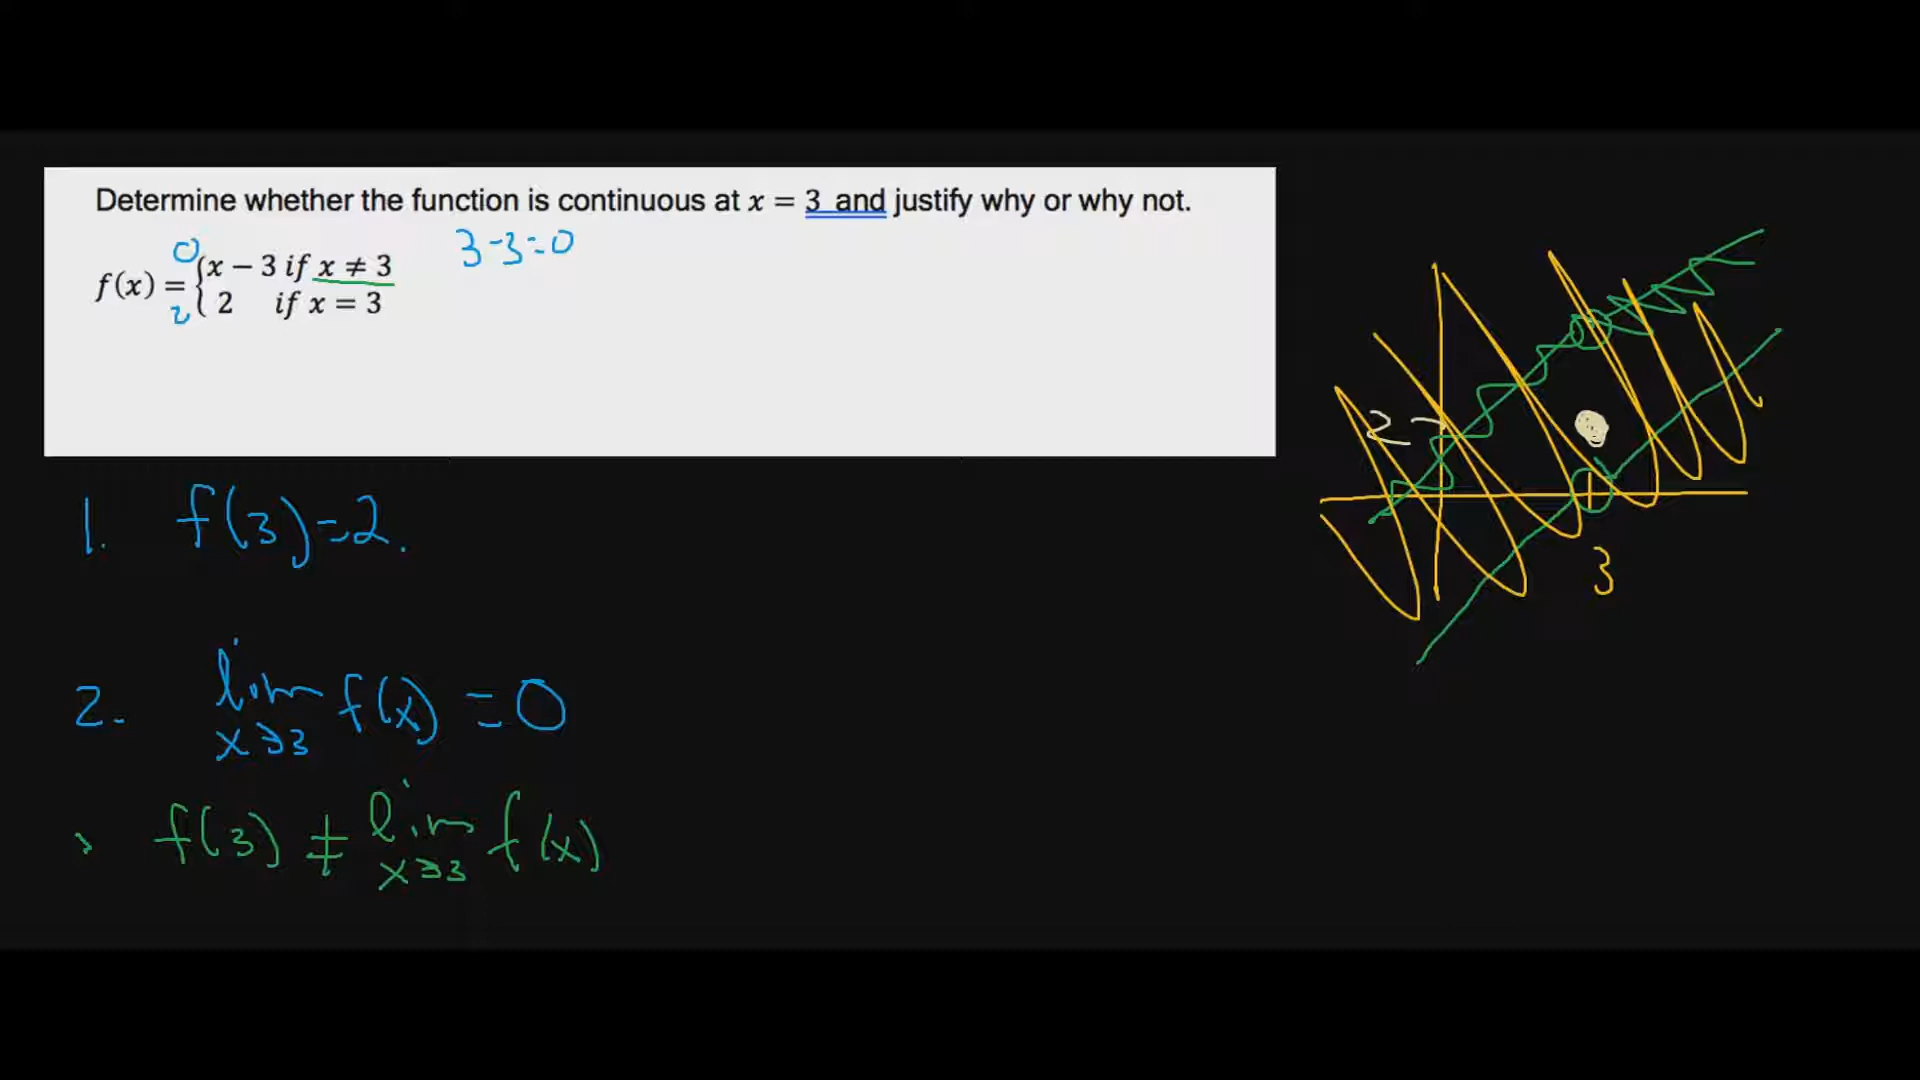 Determine whether the function is continuous at x = 3 and justify why or why not.
3-3=0
0
f(x) = {x − 3 if x ≠ 3
2 2 if x = 3
1. f(3)=2.
2. lim f(x) = 0
x→3
f(3) ≠ lim f(x)
x→3
2
3